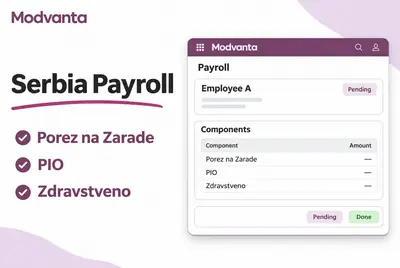 Modvanta
Serbia Payroll
Porez na Zarade
PIO
Zdravstveno
Modvanta
Payroll
Employee A
Pending
Components
Component Amount
Porez na Zarade —
PIO —
Zdravstveno —
Pending Done